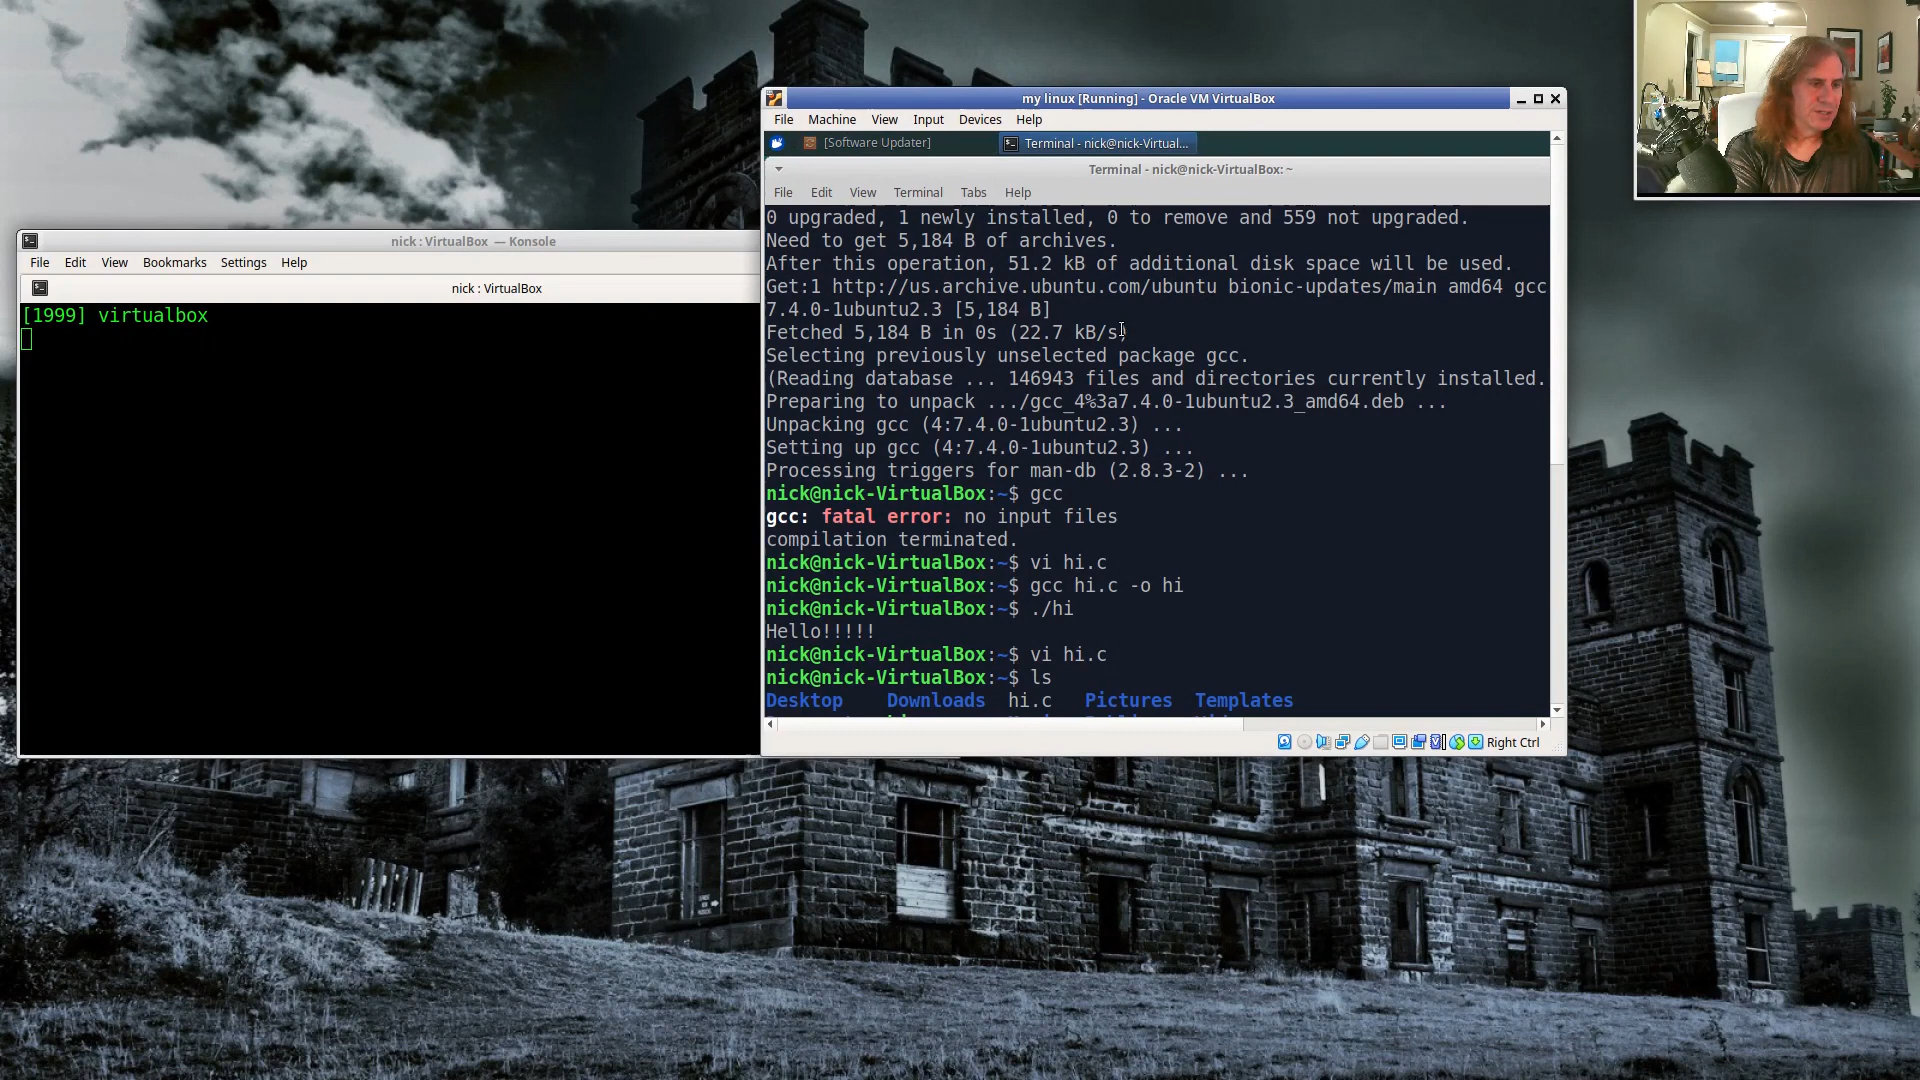 my linux [Running] - Oracle VM VirtualBox
File Machine View Input Devices Help
[Software Updater] Terminal - nick@nick-Virtual...
Terminal - nick@nick-VirtualBox: ~
File Edit View Terminal Tabs Help
0 upgraded, 1 newly installed, 0 to remove and 559 not upgraded.
Need to get 5,184 B of archives.
After this operation, 51.2 kB of additional disk space will be used.
Get:1 http://us.archive.ubuntu.com/ubuntu bionic-updates/main amd64 gcc
7.4.0-1ubuntu2.3 [5,184 B]
Fetched 5,184 B in 0s (22.7 kB/s)
Selecting previously unselected package gcc.
(Reading database ... 146943 files and directories currently installed.
Preparing to unpack .../gcc_4%3a7.4.0-1ubuntu2.3_amd64.deb ...
Unpacking gcc (4:7.4.0-1ubuntu2.3) ...
Setting up gcc (4:7.4.0-1ubuntu2.3) ...
Processing triggers for man-db (2.8.3-2) ...
nick@nick-VirtualBox:~$ gcc
gcc: fatal error: no input files
compilation terminated.
nick@nick-VirtualBox:~$ vi hi.c
nick@nick-VirtualBox:~$ gcc hi.c -o hi
nick@nick-VirtualBox:~$ ./hi
Hello!!!!!
nick@nick-VirtualBox:~$ vi hi.c
nick@nick-VirtualBox:~$ ls
Desktop Downloads hi.c Pictures Templates
Right Ctrl
nick : VirtualBox — Konsole
File Edit View Bookmarks Settings Help
nick : VirtualBox
[1999] virtualbox